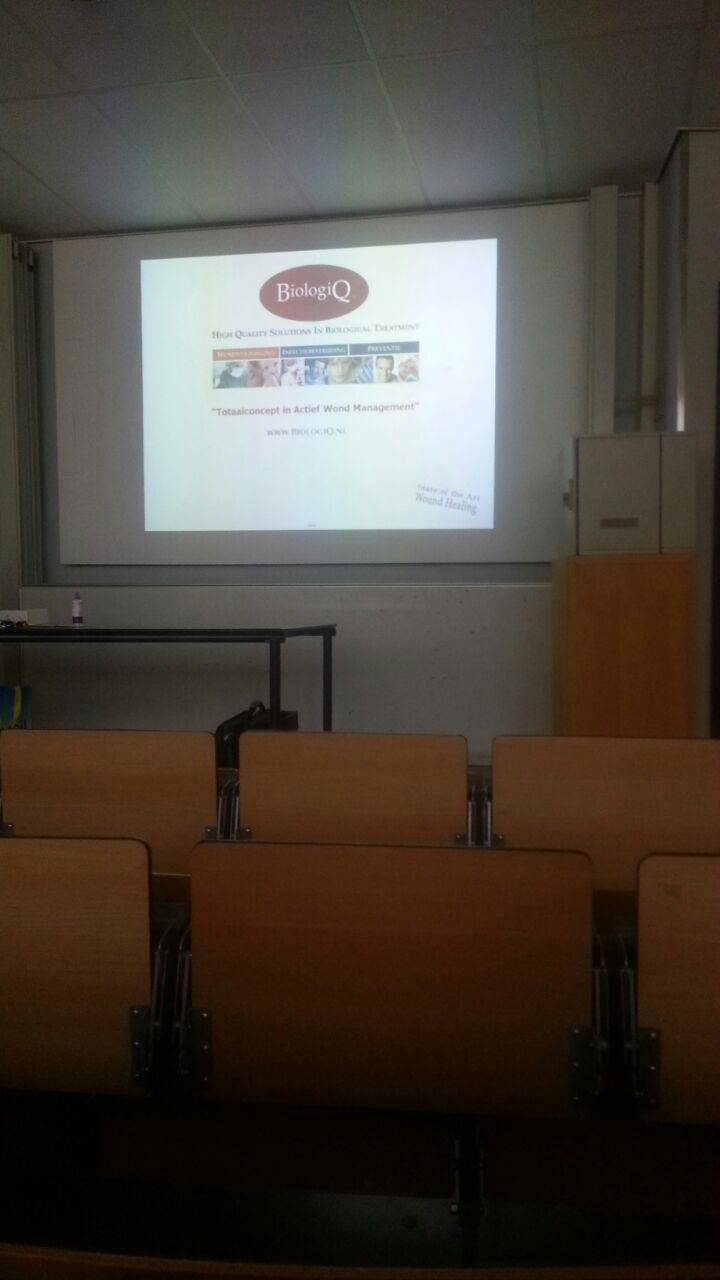 BiologiQ
High Quality Solutions In Biological Treatment
Wondverzorging Infectiebestrijding Preventie
"Totaalconcept in Actief Wond Management"
www.BiologiQ.nl
State of the Art
Wound Healing